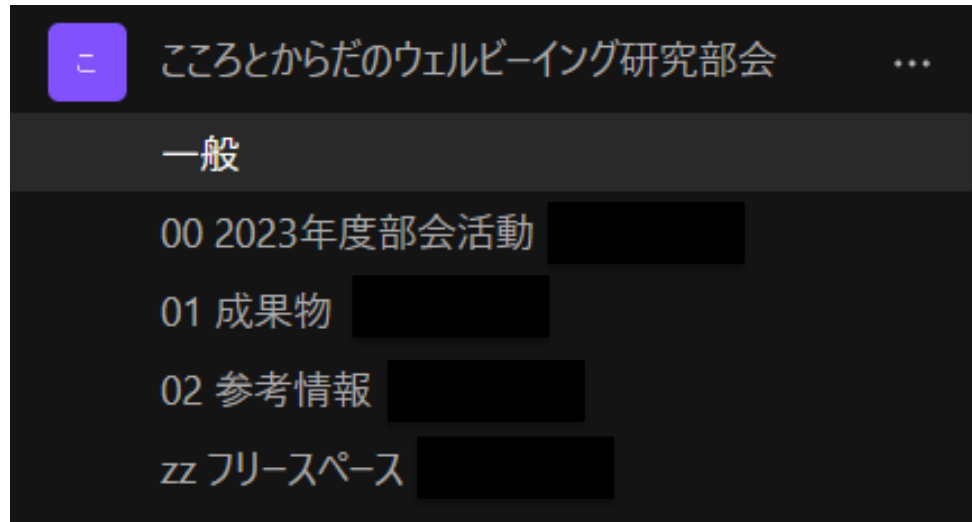 こ
こころとからだのウェルビーイング研究部会 …
一般
00 2023年度部会活動
01 成果物
02 参考情報
zz フリースペース